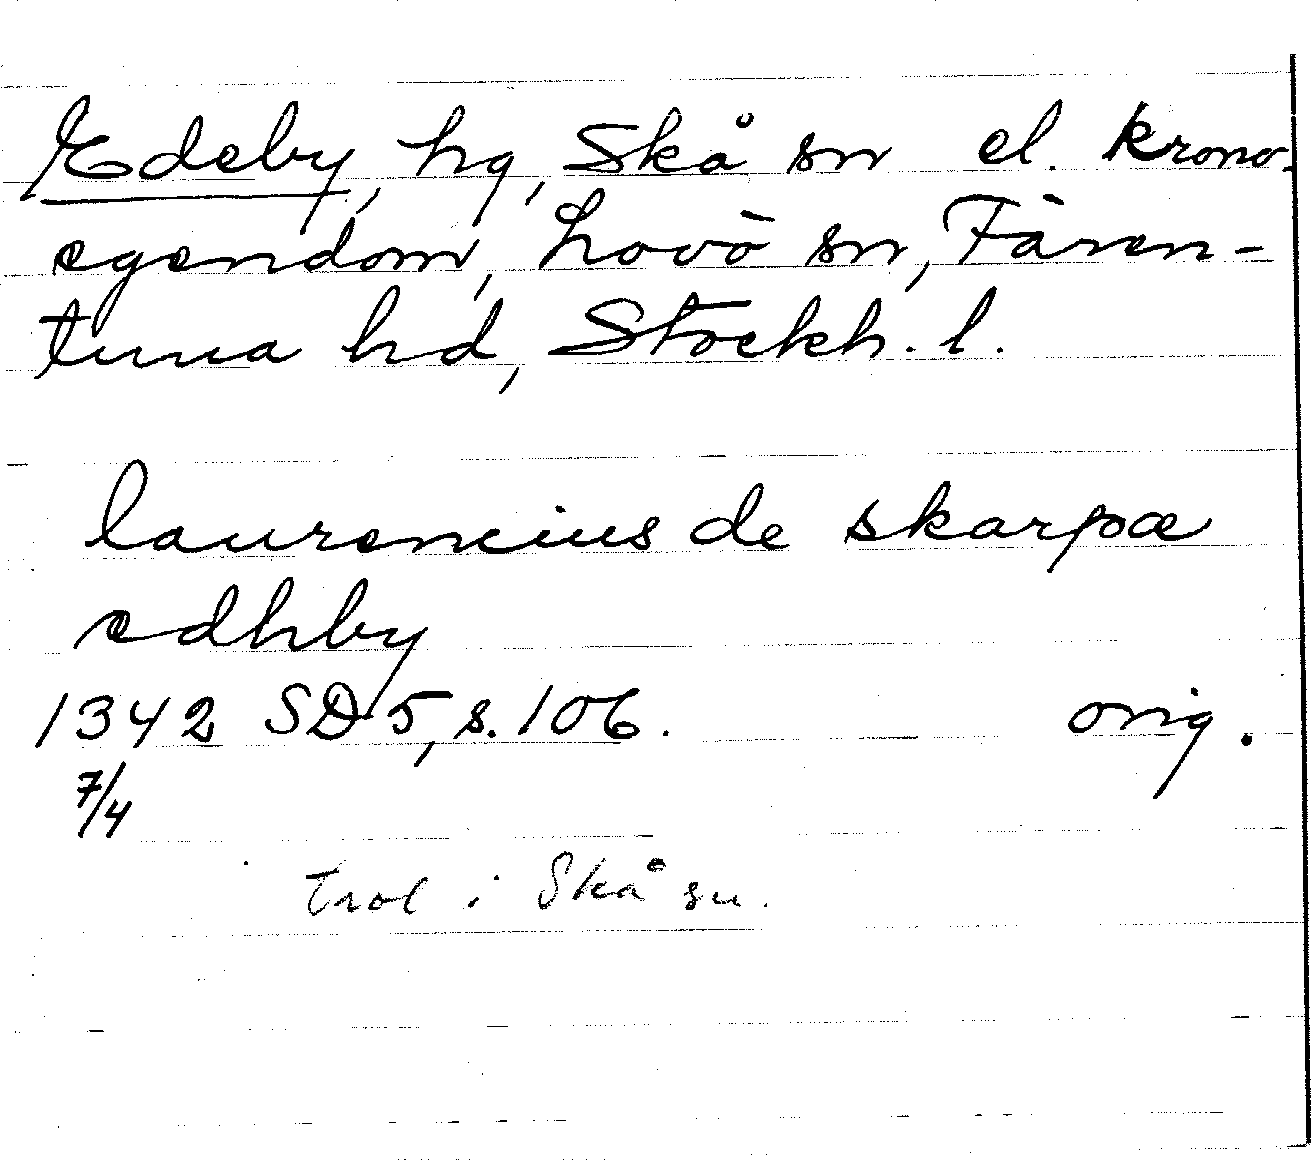 Edeby, hg, Skå sn el. krono-
egendom, Lovö sn, Fären-
tuna hd, Stockh. l.
laurencius de skarpæ
edhby
1342 SD 5, s. 106. orig.
7/4
trol i Skå sn.